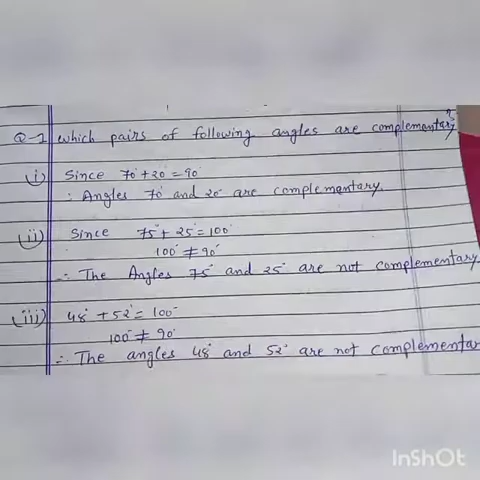 Q-1 which pairs of following angles are complementary?
(i) Since 70° + 20° = 90°
∴ Angles 70° and 20° are complementary.
(ii) Since 75° + 25° = 100°
100° ≠ 90°
∴ The Angles 75° and 25° are not complementary.
(iii) 48° + 52° = 100°
100° ≠ 90°
∴ The angles 48° and 52° are not complementar
InShOt